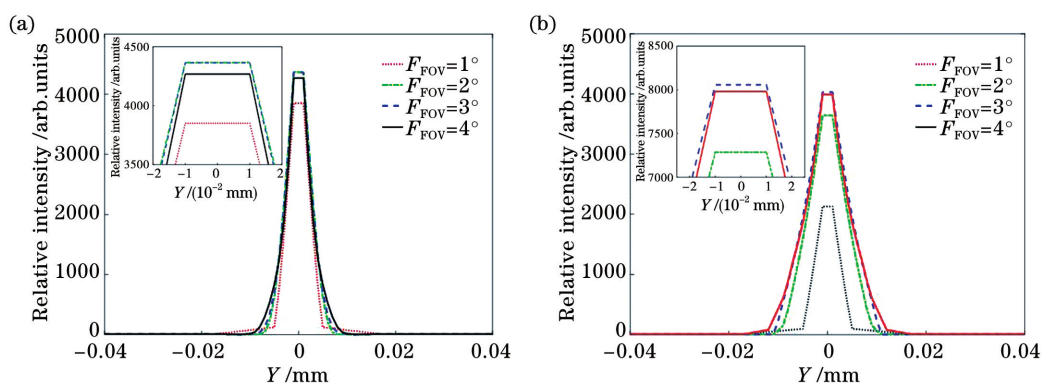 (a)
Relative intensity /arb.units
5000
4000
3000
2000
1000
0
−0.04
−0.02
0
0.02
0.04
Y /mm
Relative intensity /arb.units
4500
4000
3500
−2
−1
0
1
2
Y /(10⁻² mm)
F_FOV=1°
F_FOV=2°
F_FOV=3°
F_FOV=4°
(b)
Relative intensity /arb.units
5000
4000
3000
2000
1000
0
−0.04
−0.02
0
0.02
0.04
Y /mm
Relative intensity /arb.units
8500
8000
7500
7000
−2
−1
0
1
2
Y /(10⁻² mm)
F_FOV=1°
F_FOV=2°
F_FOV=3°
F_FOV=4°